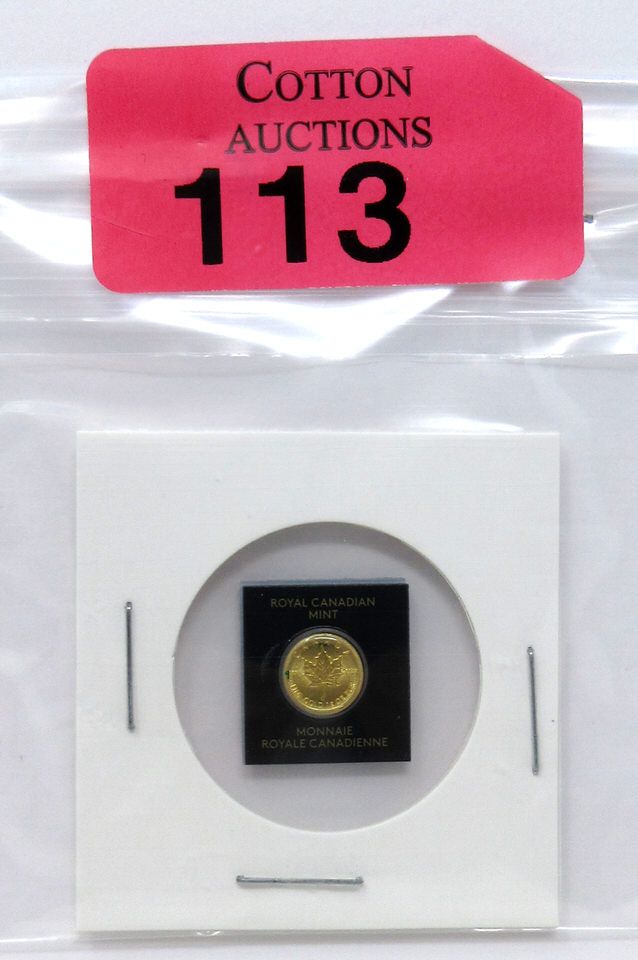 COTTON
AUCTIONS
113
ROYAL CANADIAN
MINT
MONNAIE
ROYALE CANADIENNE